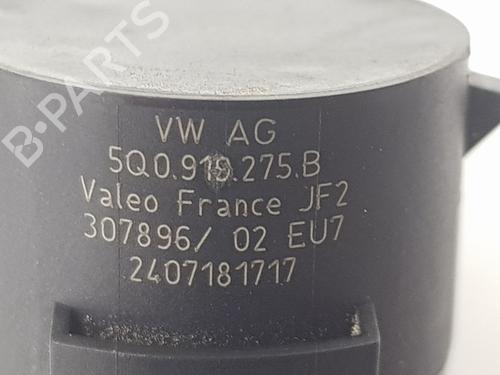 B-PARTS
VW AG
5Q0.919.275.B
Valeo France JF2
307896/ 02 EU7
2407181717